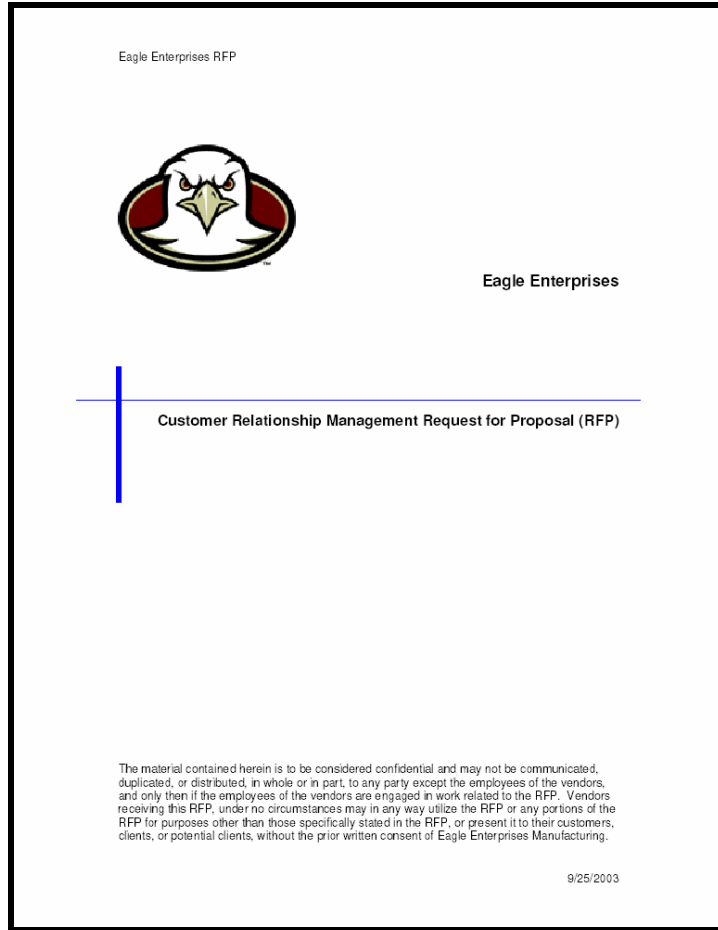 Eagle Enterprises RFP
TM
Eagle Enterprises
Customer Relationship Management Request for Proposal (RFP)
The material contained herein is to be considered confidential and may not be communicated,
duplicated, or distributed, in whole or in part, to any party except the employees of the vendors,
and only then if the employees of the vendors are engaged in work related to the RFP.  Vendors
receiving this RFP, under no circumstances may in any way utilize the RFP or any portions of the
RFP for purposes other than those specifically stated in the RFP, or present it to their customers,
clients, or potential clients, without the prior written consent of Eagle Enterprises Manufacturing.
9/25/2003